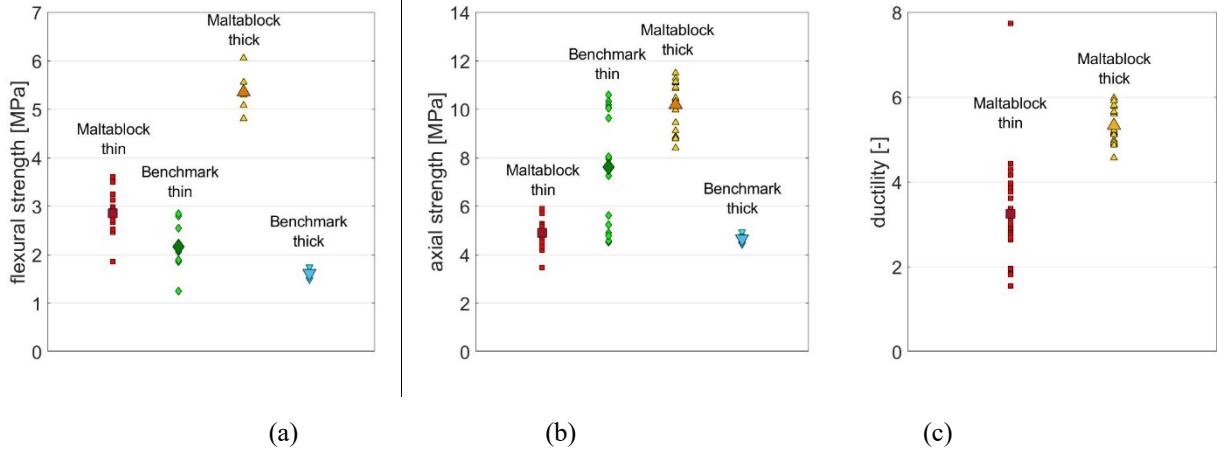 7
6
5
4
3
2
1
0
flexural strength [MPa]
Maltablock
thin
Benchmark
thin
Maltablock
thick
Benchmark
thick
(a)
14
12
10
8
6
4
2
0
axial strength [MPa]
Maltablock
thin
Benchmark
thin
Maltablock
thick
Benchmark
thick
(b)
8
6
4
2
0
ductility [-]
Maltablock
thin
Maltablock
thick
(c)